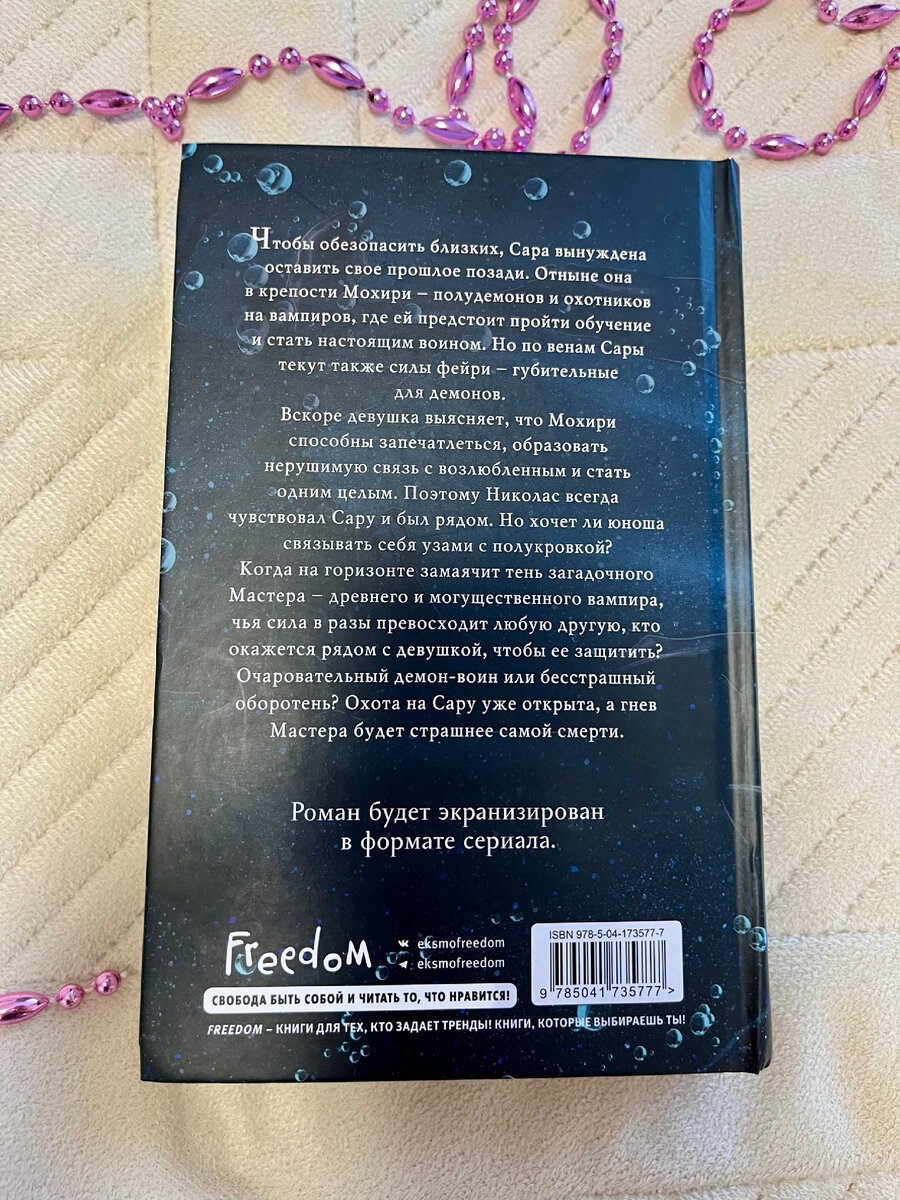 Чтобы обезопасить близких, Сара вынуждена
оставить свое прошлое позади. Отныне она
в крепости Мохири – полудемонов и охотников
на вампиров, где ей предстоит пройти обучение
и стать настоящим воином. Но по венам Сары
текут также силы фейри – губительные
для демонов.
Вскоре девушка выясняет, что Мохири
способны запечатлеться, образовать
нерушимую связь с возлюбленным и стать
одним целым. Поэтому Николас всегда
чувствовал Сару и был рядом. Но хочет ли юноша
связывать себя узами с полукровкой?
Когда на горизонте замаячит тень загадочного
Мастера – древнего и могущественного вампира,
чья сила в разы превосходит любую другую, кто
окажется рядом с девушкой, чтобы ее защитить?
Очаровательный демон-воин или бесстрашный
оборотень? Охота на Сару уже открыта, а гнев
Мастера будет страшнее самой смерти.
Роман будет экранизирован
в формате сериала.
Freedom
eksmofreedom
eksmofreedom
СВОБОДА БЫТЬ СОБОЙ И ЧИТАТЬ ТО, ЧТО НРАВИТСЯ!
FREEDOM – КНИГИ ДЛЯ ТЕХ, КТО ЗАДАЕТ ТРЕНДЫ! КНИГИ, КОТОРЫЕ ВЫБИРАЕШЬ ТЫ!
ISBN 978-5-04-173577-7
9 785041 735777 >